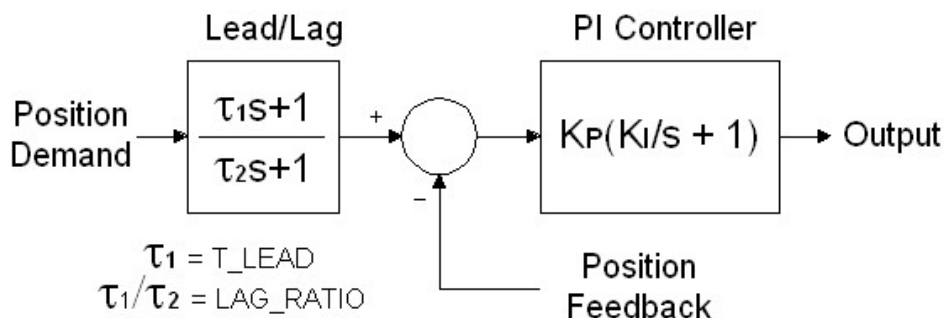 Lead/Lag
PI Controller
Position
Demand
τ1s+1
τ2s+1
+
−
KP(KI/s + 1)
Output
τ1 = T_LEAD
τ1/τ2 = LAG_RATIO
Position
Feedback